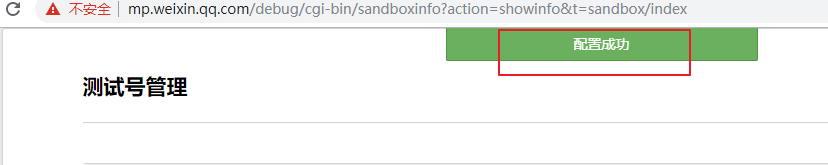 不安全 | mp.weixin.qq.com/debug/cgi-bin/sandboxinfo?action=showinfo&t=sandbox/index
配置成功
测试号管理